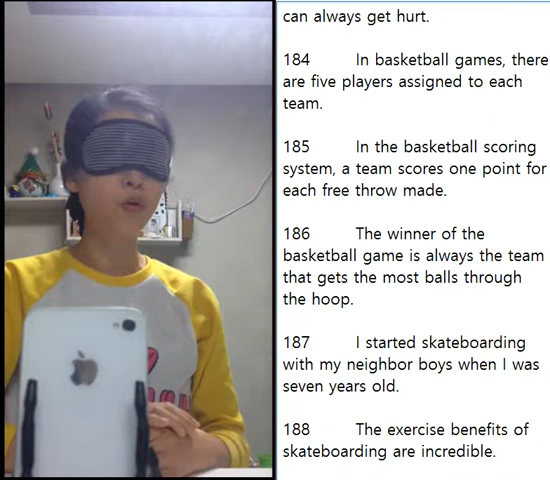 can always get hurt.
184 In basketball games, there
are five players assigned to each
team.
185 In the basketball scoring
system, a team scores one point for
each free throw made.
186 The winner of the
basketball game is always the team
that gets the most balls through
the hoop.
187 I started skateboarding
with my neighbor boys when I was
seven years old.
188 The exercise benefits of
skateboarding are incredible.